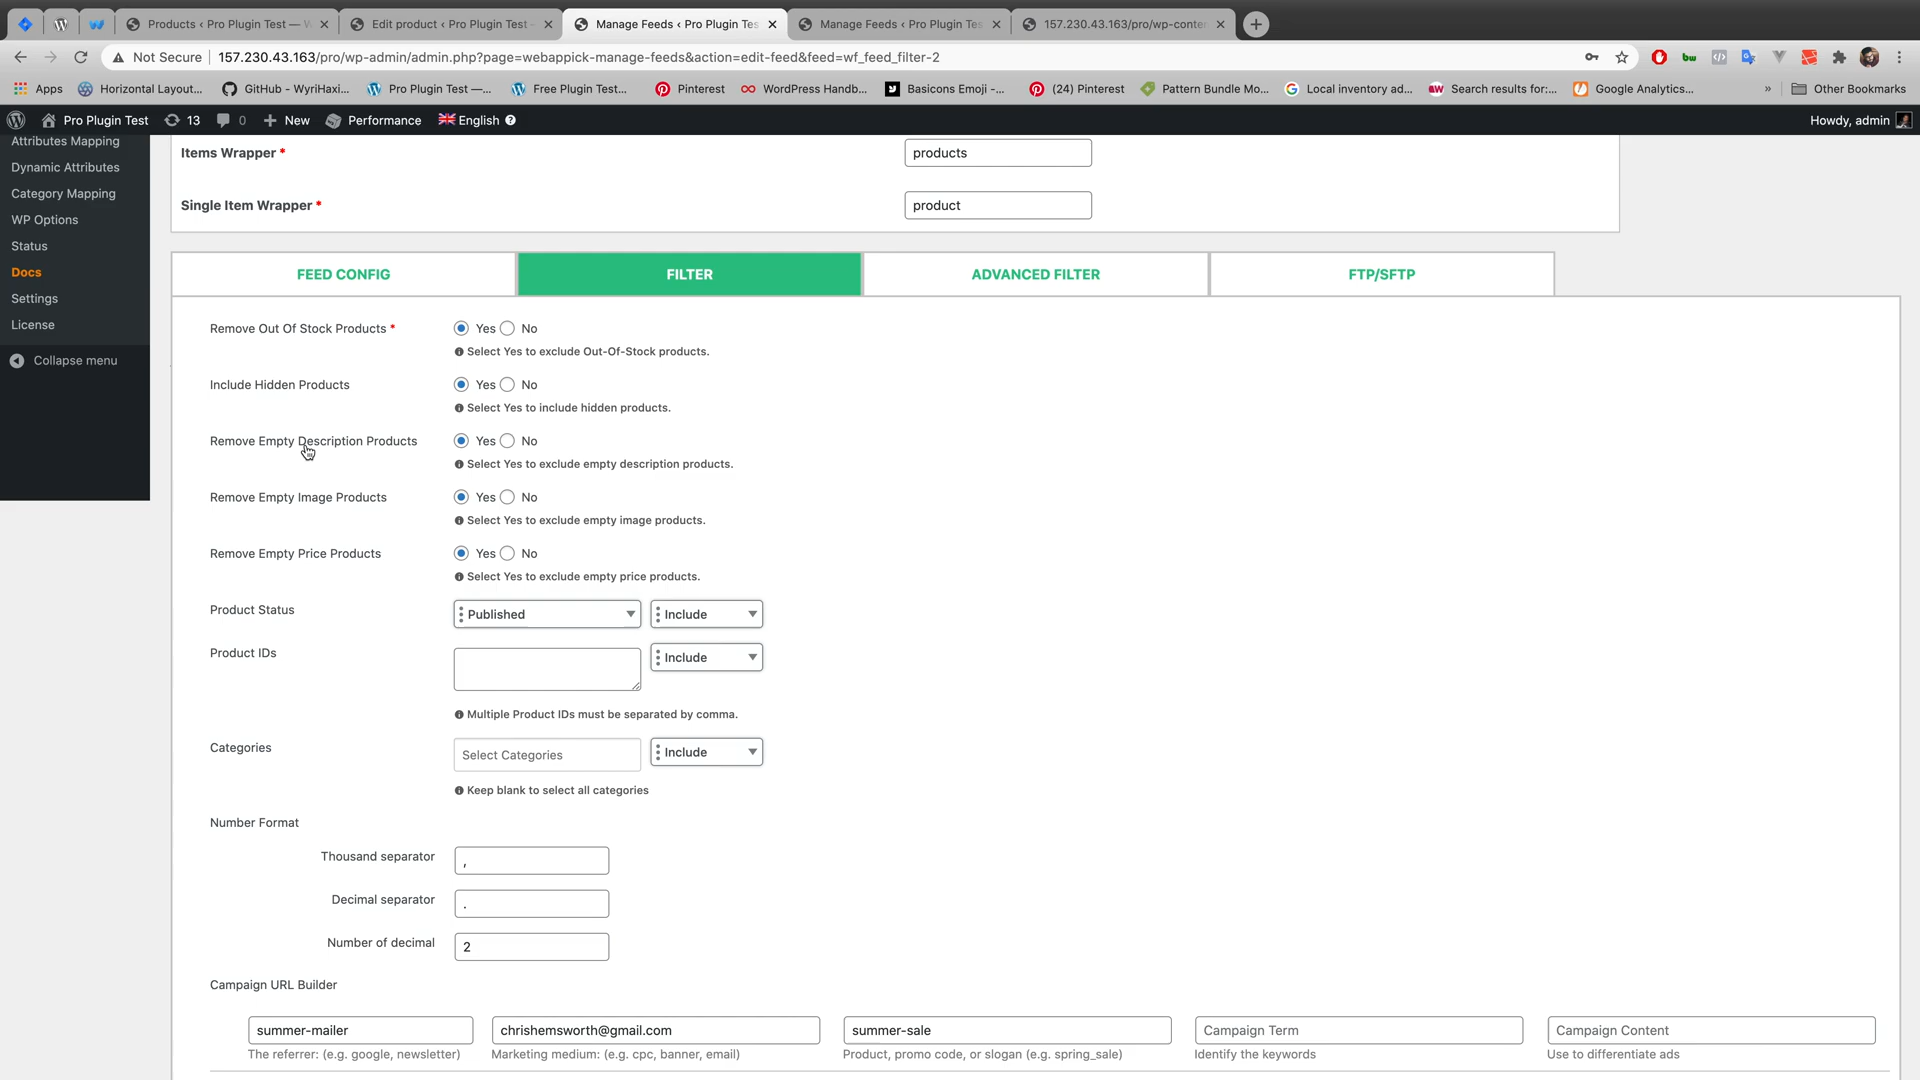 Products ‹ Pro Plugin Test — W
Edit product ‹ Pro Plugin Test –
Manage Feeds ‹ Pro Plugin Tes
Manage Feeds ‹ Pro Plugin Tes
157.230.43.163/pro/wp-conten
Not Secure
157.230.43.163/pro/wp-admin/admin.php?page=webappick-manage-feeds&action=edit-feed&feed=wf_feed_filter-2
Apps
Horizontal Layout...
GitHub - WyriHaxi...
Pro Plugin Test —...
Free Plugin Test...
Pinterest
WordPress Handb...
Basicons Emoji -...
(24) Pinterest
Pattern Bundle Mo...
Local inventory ad...
Search results for:...
Google Analytics...
»
Other Bookmarks
Pro Plugin Test
13
0
New
Performance
English
Howdy, admin
Attributes Mapping
Dynamic Attributes
Category Mapping
WP Options
Status
Docs
Settings
License
Collapse menu
Items Wrapper *
products
Single Item Wrapper *
product
FEED CONFIG
FILTER
ADVANCED FILTER
FTP/SFTP
Remove Out Of Stock Products *
Yes No
Select Yes to exclude Out-Of-Stock products.
Include Hidden Products
Yes No
Select Yes to include hidden products.
Remove Empty Description Products
Yes No
Select Yes to exclude empty description products.
Remove Empty Image Products
Yes No
Select Yes to exclude empty image products.
Remove Empty Price Products
Yes No
Select Yes to exclude empty price products.
Product Status
Published
Include
Product IDs
Include
Multiple Product IDs must be separated by comma.
Categories
Select Categories
Include
Keep blank to select all categories
Number Format
Thousand separator
,
Decimal separator
.
Number of decimal
2
Campaign URL Builder
summer-mailer
chrishemsworth@gmail.com
summer-sale
Campaign Term
Campaign Content
The referrer: (e.g. google, newsletter)
Marketing medium: (e.g. cpc, banner, email)
Product, promo code, or slogan (e.g. spring_sale)
Identify the keywords
Use to differentiate ads